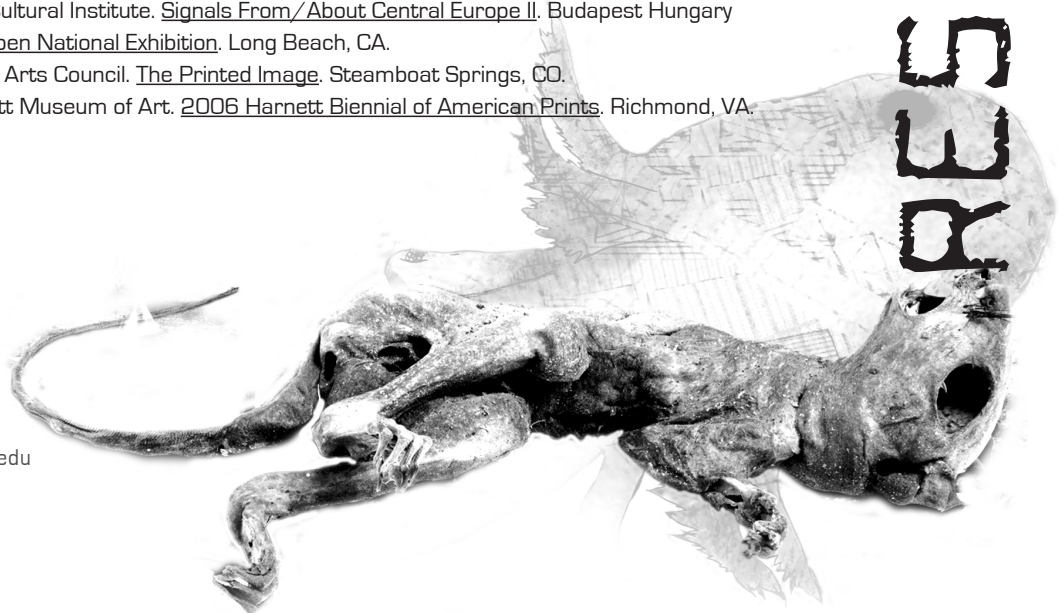 ultural Institute. Signals From/About Central Europe II. Budapest Hungary
pen National Exhibition. Long Beach, CA.
Arts Council. The Printed Image. Steamboat Springs, CO.
tt Museum of Art. 2006 Harnett Biennial of American Prints. Richmond, VA.
RES
edu